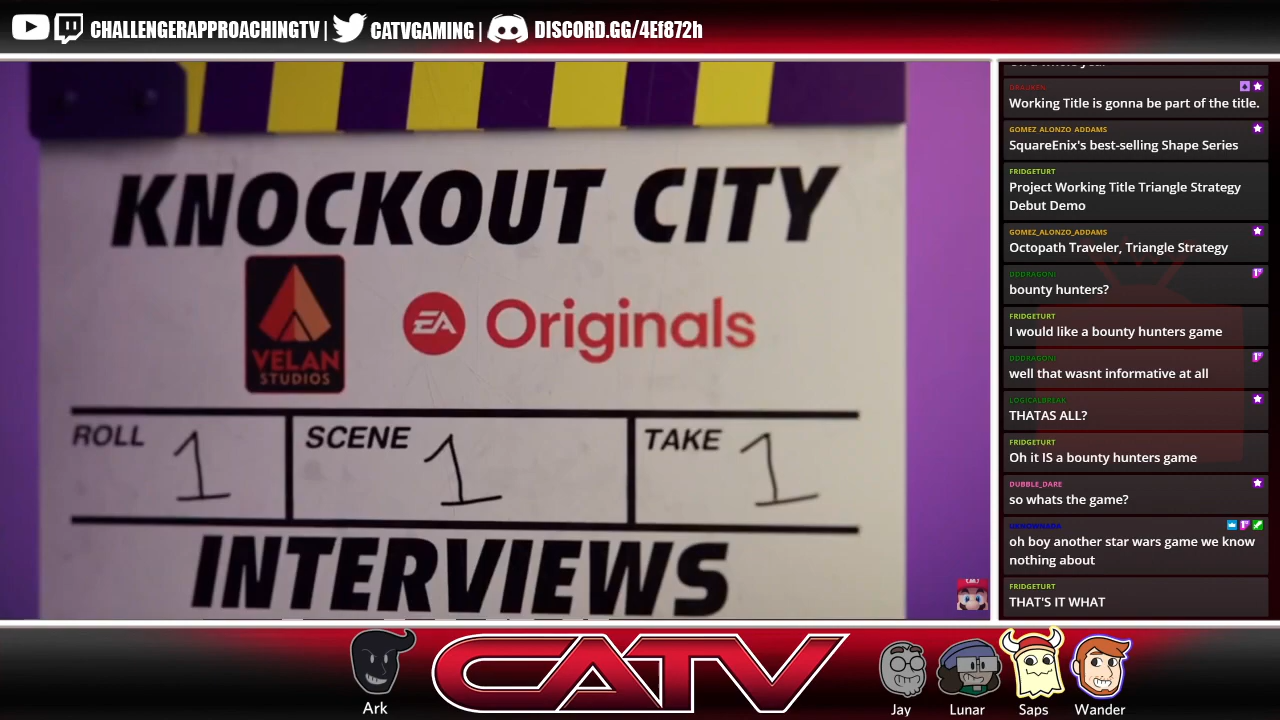 CHALLENGERAPPROACHINGTV | CATVGAMING | DISCORD.GG/4Ef872h
KNOCKOUT CITY
VELAN
STUDIOS
EA Originals
ROLL 1 SCENE 1 TAKE 1
INTERVIEWS
Working Title is gonna be part of the title.
GOMEZ_ALONZO_ADDAMS
SquareEnix's best-selling Shape Series
FRIDGETURT
Project Working Title Triangle Strategy
Debut Demo
GOMEZ_ALONZO_ADDAMS
Octopath Traveler, Triangle Strategy
DDDRAGONI
bounty hunters?
FRIDGETURT
I would like a bounty hunters game
DDDRAGONI
well that wasnt informative at all
LOGICALBREAK
THATAS ALL?
FRIDGETURT
Oh it IS a bounty hunters game
DUBBLE_DARE
so whats the game?
oh boy another star wars game we know
nothing about
FRIDGETURT
THAT'S IT WHAT
CATV
Ark
Jay Lunar Saps Wander